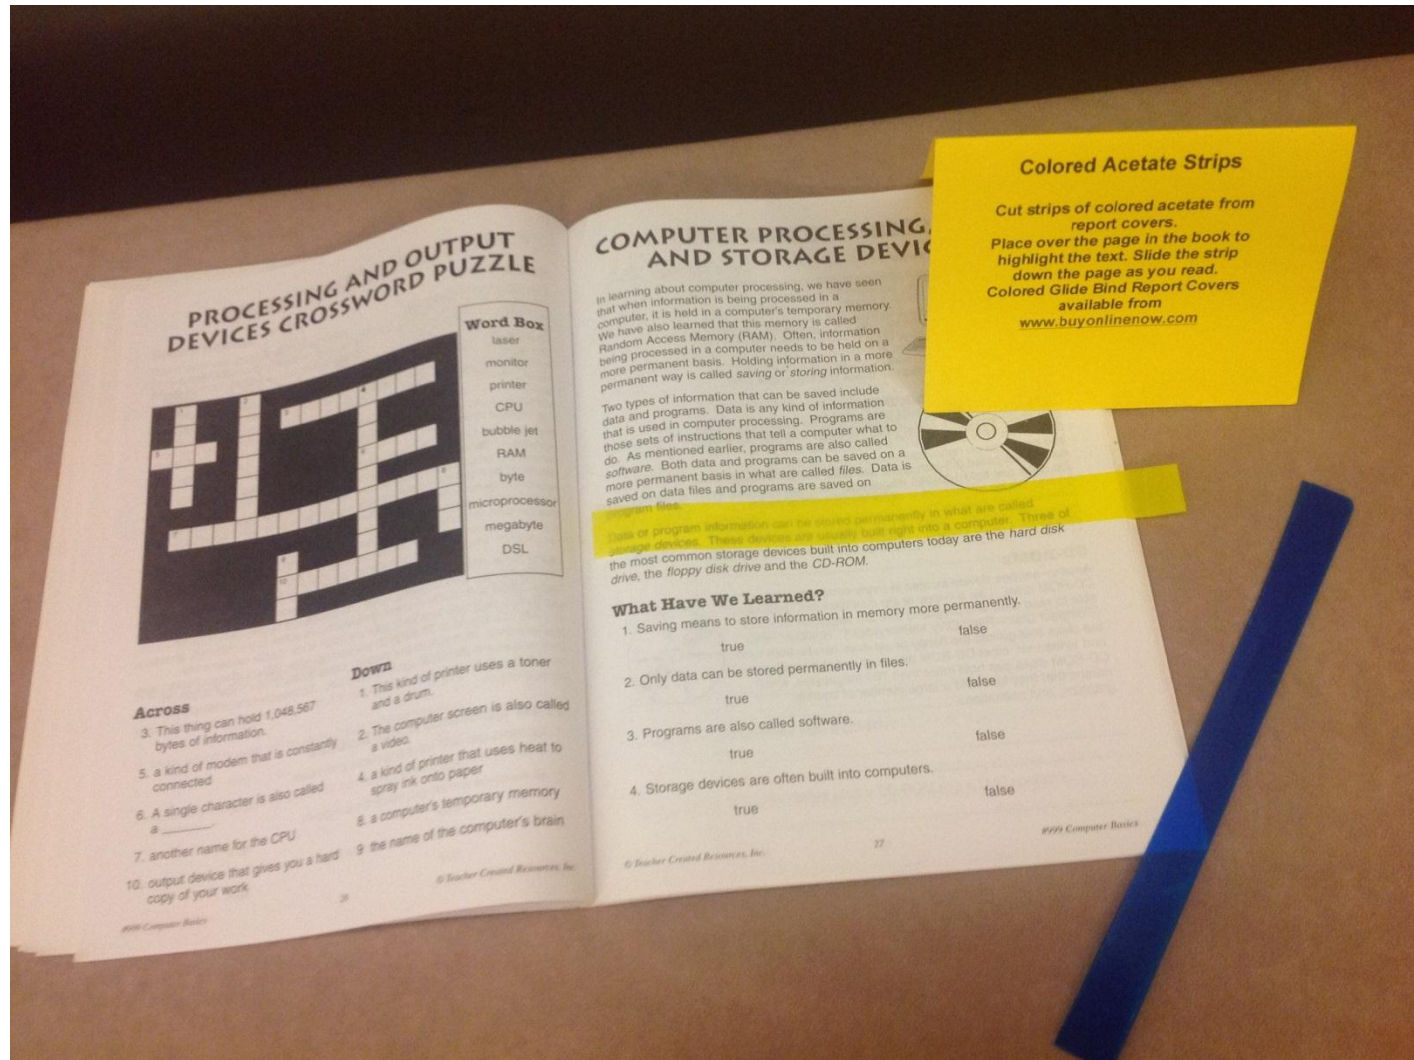 PROCESSING AND OUTPUT
DEVICES CROSSWORD PUZZLE
Word Box
laser
monitor
printer
CPU
bubble jet
RAM
byte
microprocessor
megabyte
DSL
1
2
3
4
5
6
7
8
9
10
Across
3. This thing can hold 1,048,567
bytes of information.
5. a kind of modem that is constantly
connected
6. A single character is also called
a ________.
7. another name for the CPU
10. output device that gives you a hard
copy of your work
Down
1. This kind of printer uses a toner
and a drum.
2. The computer screen is also called
a video.
4. a kind of printer that uses heat to
spray ink onto paper
8. a computer's temporary memory
9. the name of the computer's brain
#999 Computer Basics
26
© Teacher Created Resources, Inc.
COMPUTER PROCESSING,
AND STORAGE DEVIC
In learning about computer processing, we have seen
that when information is being processed in a
computer, it is held in a computer's temporary memory.
We have also learned that this memory is called
Random Access Memory (RAM). Often, information
being processed in a computer needs to be held on a
more permanent basis. Holding information in a more
permanent way is called saving or storing information.
Two types of information that can be saved include
data and programs. Data is any kind of information
that is used in computer processing. Programs are
those sets of instructions that tell a computer what to
do. As mentioned earlier, programs are also called
software. Both data and programs can be saved on a
more permanent basis in what are called files. Data is
saved on data files and programs are saved on
program files.
Data or program information can be stored permanently in what are called
storage devices. These devices are usually built right into a computer. Three of
the most common storage devices built into computers today are the hard disk
drive, the floppy disk drive and the CD-ROM.
What Have We Learned?
1. Saving means to store information in memory more permanently.
true false
2. Only data can be stored permanently in files.
true false
3. Programs are also called software.
true false
4. Storage devices are often built into computers.
true false
© Teacher Created Resources, Inc.
27
#999 Computer Basics
Colored Acetate Strips
Cut strips of colored acetate from
report covers.
Place over the page in the book to
highlight the text. Slide the strip
down the page as you read.
Colored Glide Bind Report Covers
available from
www.buyonlinenow.com